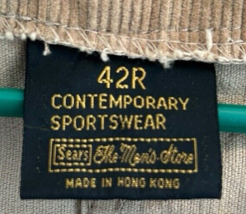 42R
CONTEMPORARY
SPORTSWEAR
Sears The Men's Store
MADE IN HONG KONG